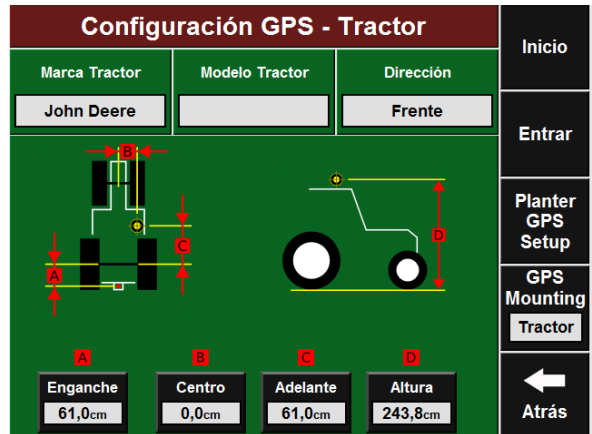 Configuración GPS - Tractor
Marca Tractor
Modelo Tractor
Dirección
John Deere
Frente
B
C
A
D
A
B
C
D
Enganche
Centro
Adelante
Altura
61,0cm
0,0cm
61,0cm
243,8cm
Inicio
Entrar
Planter
GPS
Setup
GPS
Mounting
Tractor
Atrás